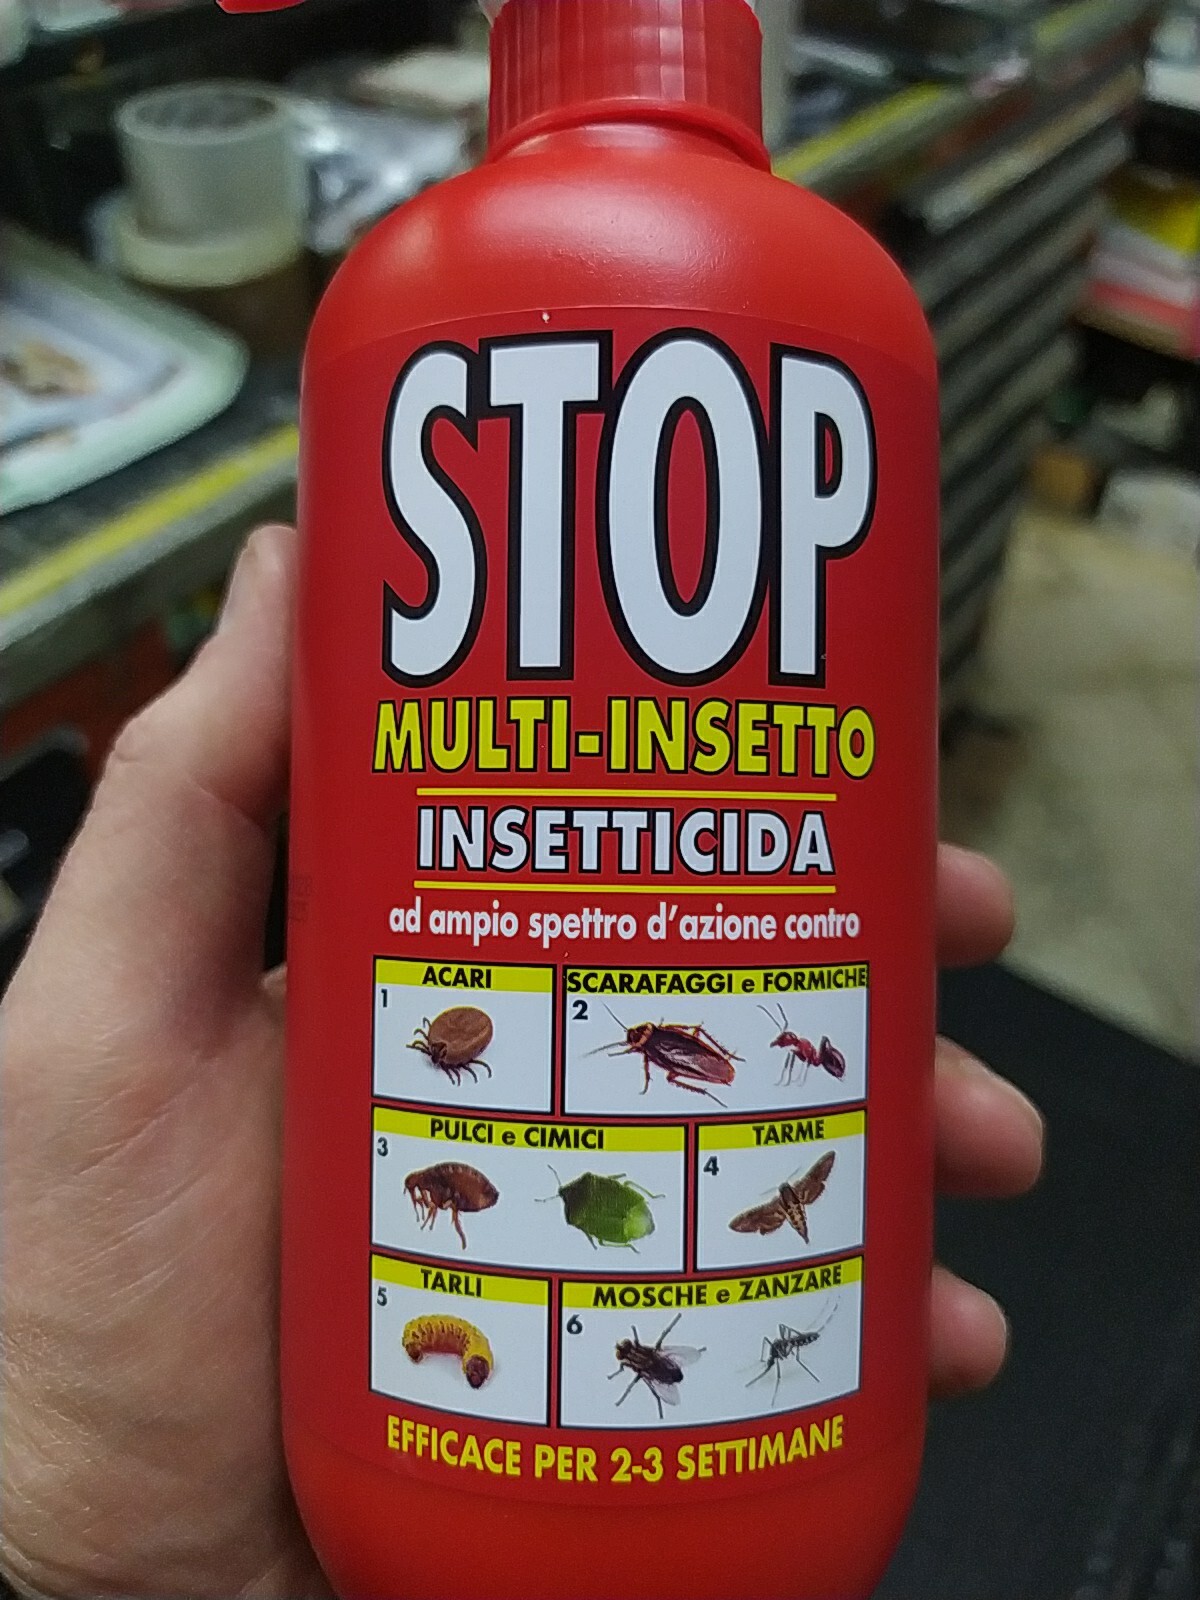 STOP
MULTI-INSETTO
INSETTICIDA
ad ampio spettro d'azione contro
ACARI
1
SCARAFAGGI e FORMICHE
2
PULCI e CIMICI
3
TARME
4
TARLI
5
MOSCHE e ZANZARE
6
EFFICACE PER 2-3 SETTIMANE